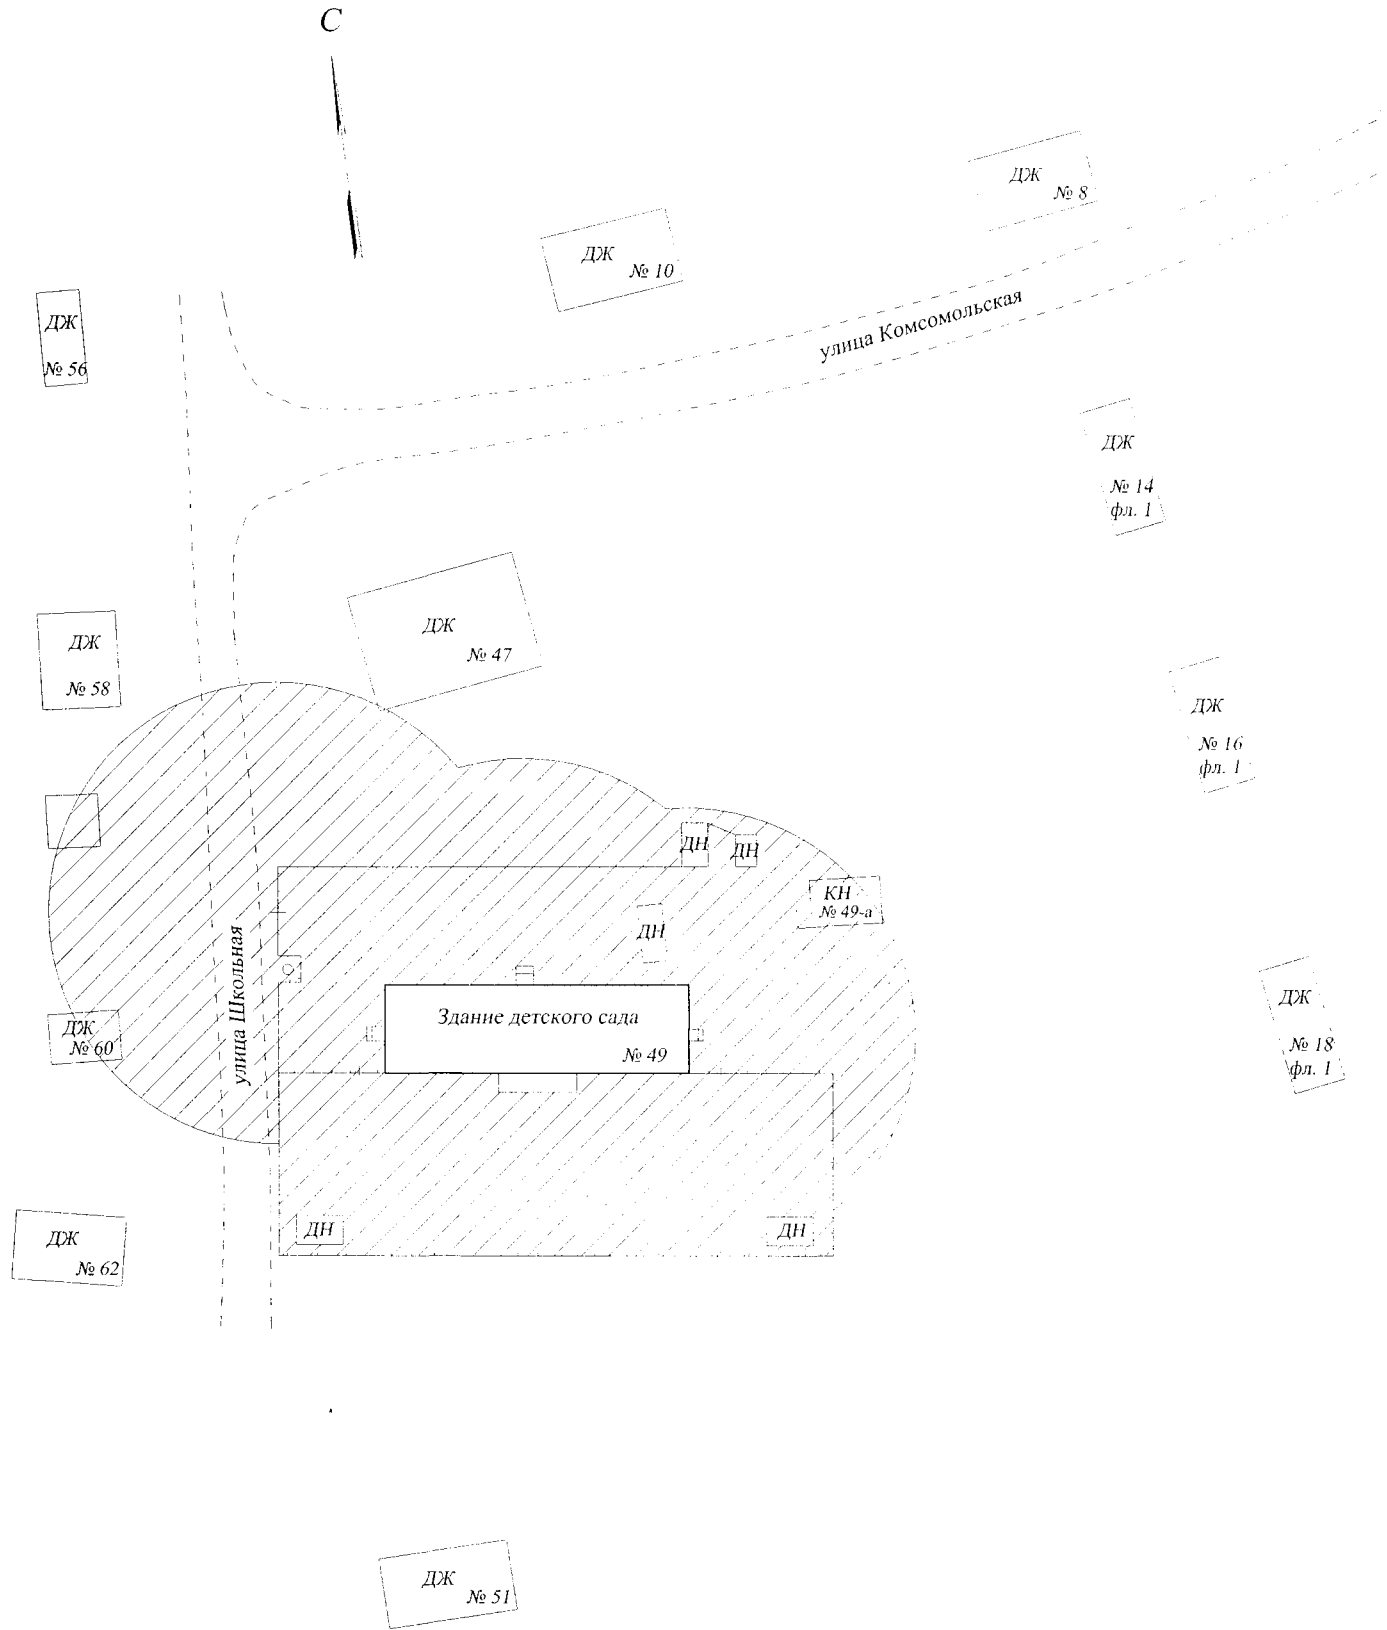 С
ДЖ
№ 8
ДЖ
№ 10
улица Комсомольская
ДЖ
№ 56
ДЖ
№ 14
фл. 1
ДЖ
№ 47
ДЖ
№ 58
ДЖ
№ 16
фл. 1
ДН
ДН
КН
№ 49-а
ДН
улица Школьная
Здание детского сада
№ 49
ДЖ
№ 60
ДЖ
№ 18
фл. 1
ДН
ДН
ДЖ
№ 62
ДЖ
№ 51